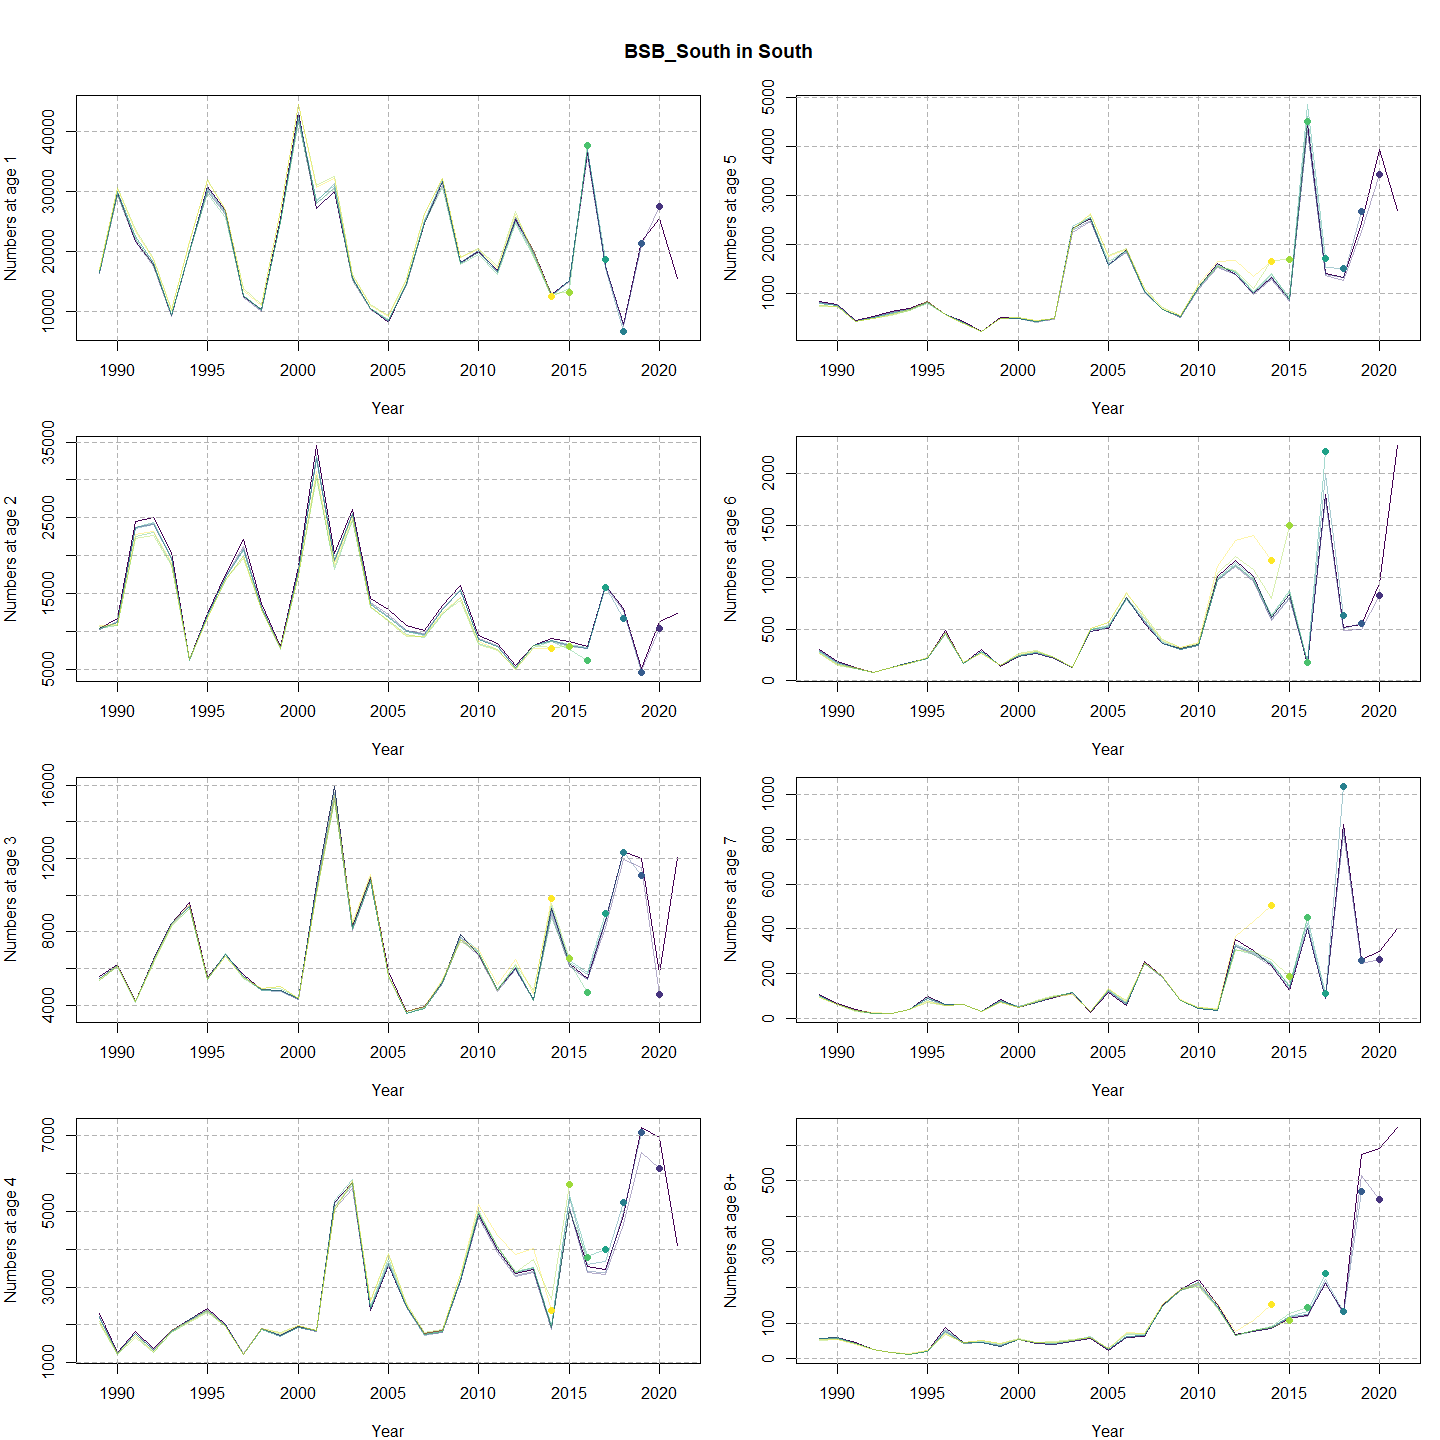 BSB_South in South
Numbers at age 1
10000 20000 30000 40000
1990 1995 2000 2005 2010 2015 2020
Year
Numbers at age 5
1000 2000 3000 4000 5000
1990 1995 2000 2005 2010 2015 2020
Year
Numbers at age 2
5000 15000 25000 35000
1990 1995 2000 2005 2010 2015 2020
Year
Numbers at age 6
0 500 1000 1500 2000
1990 1995 2000 2005 2010 2015 2020
Year
Numbers at age 3
4000 8000 12000 16000
1990 1995 2000 2005 2010 2015 2020
Year
Numbers at age 7
0 200 400 600 800 1000
1990 1995 2000 2005 2010 2015 2020
Year
Numbers at age 4
1000 3000 5000 7000
1990 1995 2000 2005 2010 2015 2020
Year
Numbers at age 8+
0 100 300 500
1990 1995 2000 2005 2010 2015 2020
Year